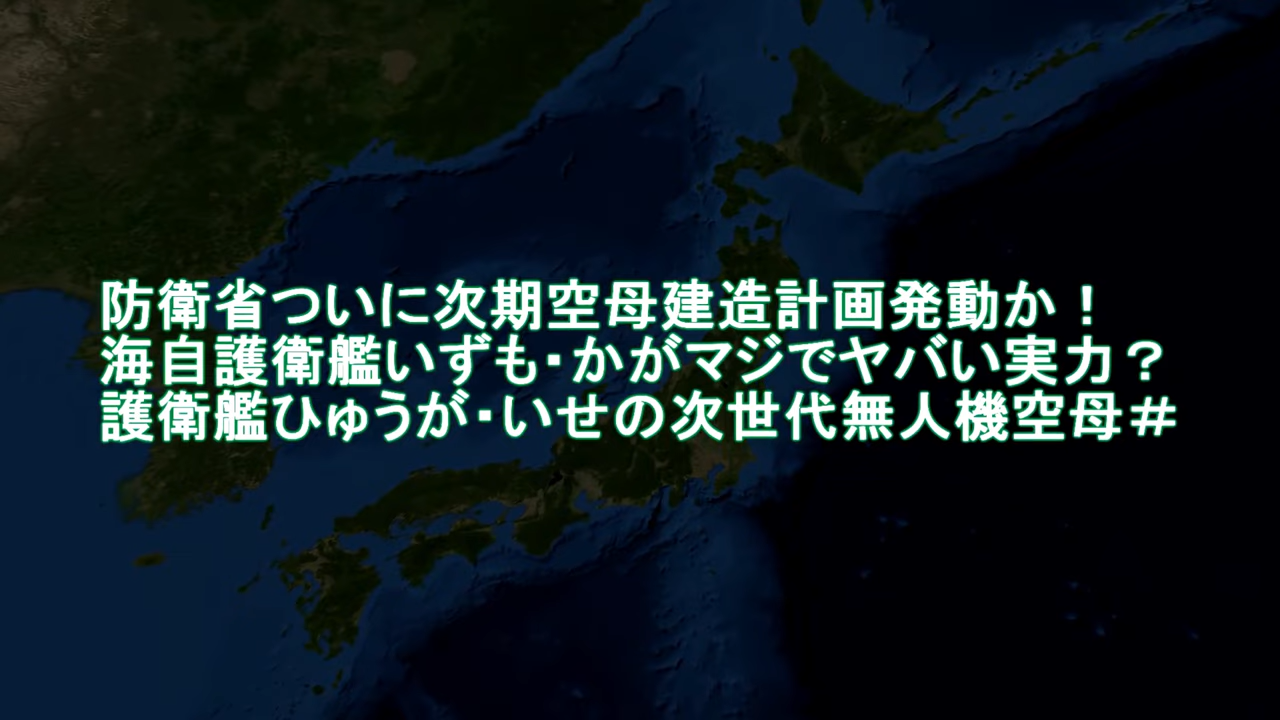 防衛省ついに次期空母建造計画発動か！
海自護衛艦いずも・かがマジでヤバい実力？
護衛艦ひゅうが・いせの次世代無人機空母＃